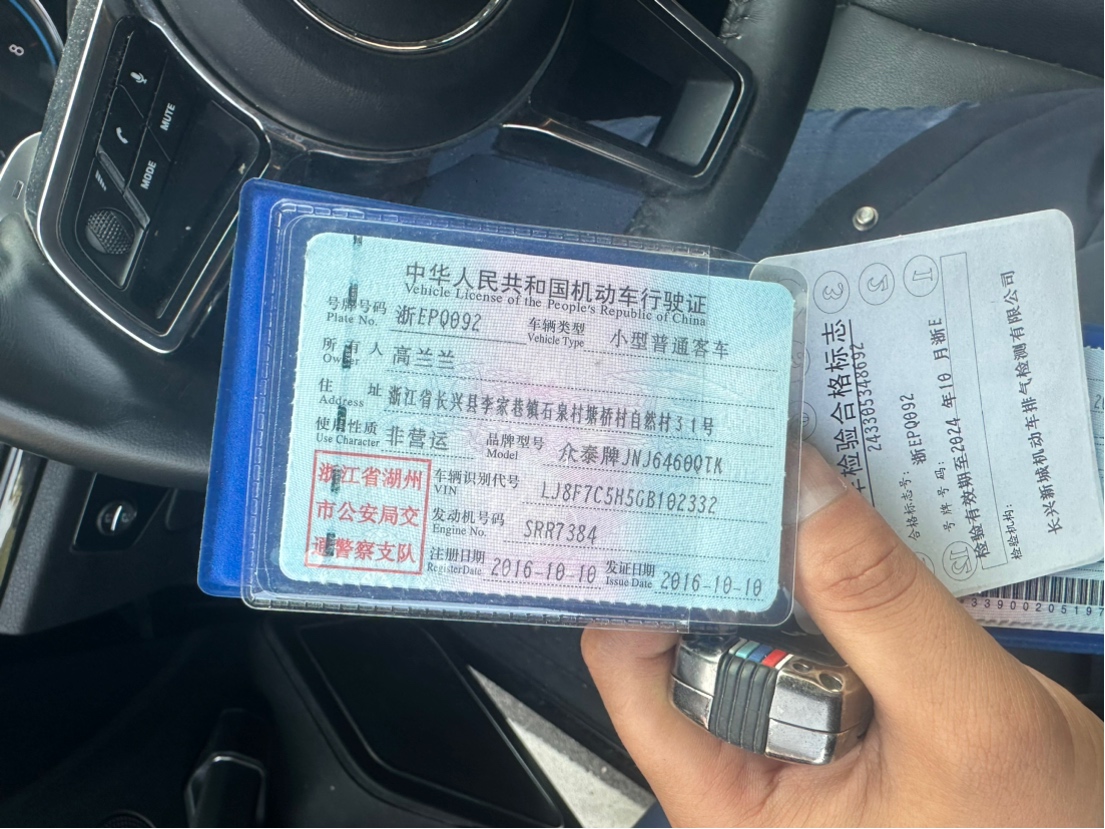 8
MUTE
MODE
中华人民共和国机动车行驶证
Vehicle License of the People's Republic of China
号牌号码 浙EPQ092 车辆类型 小型普通客车
Plate No. Vehicle Type
所有人 高兰兰
Owner
住址 浙江省长兴县李家巷镇石泉村塘桥村自然村31号
Address
使用性质 非营运 品牌型号 众泰牌JNJ6460QTK
Use Character Model
浙江省湖州
市公安局交
通警察支队
车辆识别代号 LJ8F7C5H5GB102332
VIN
发动机号码 SRR7384
Engine No.
注册日期 2016-10-10 发证日期 2016-10-10
Register Date Issue Date
检验合格标志
合格标志号:
号牌号码: 浙EPQ092
检验有效期至2024年10月浙E
检验机构:
长兴新城机动车排气检测有限公司
3390020519